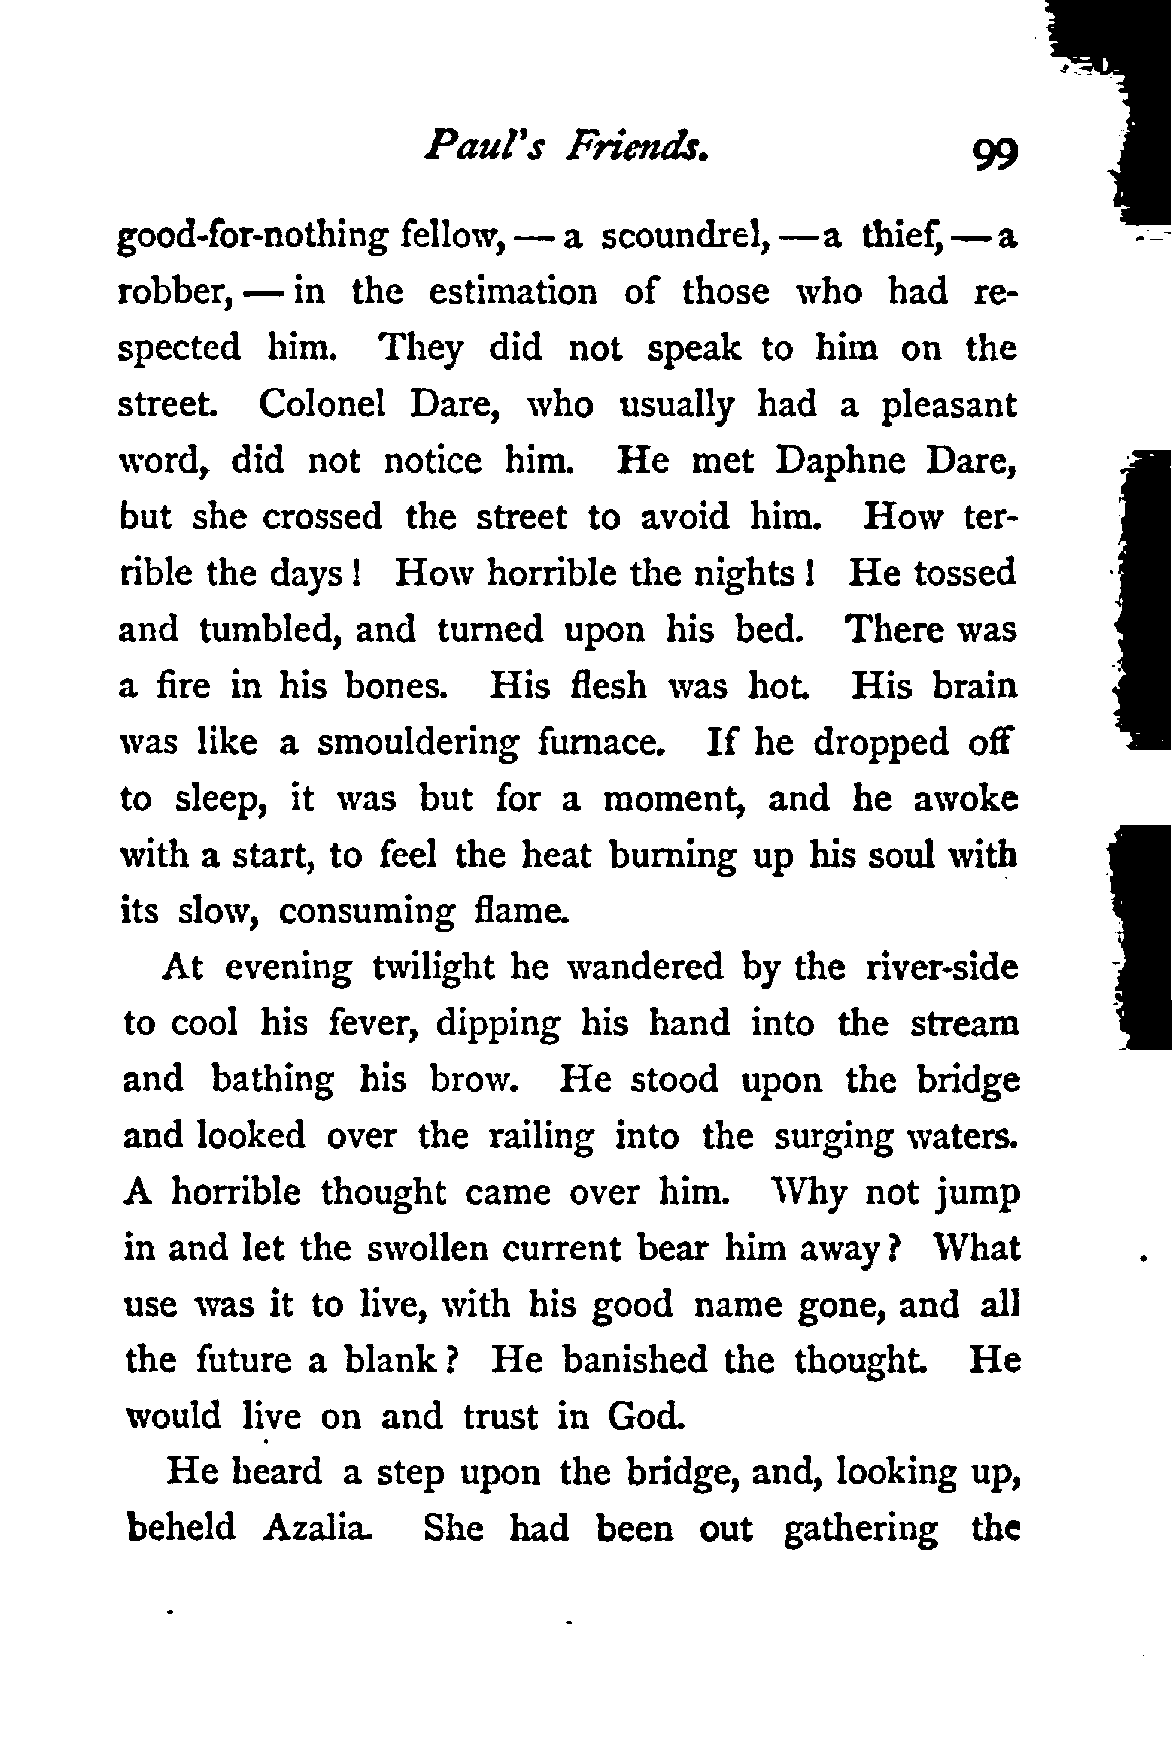 Paul's Friends. 99
good-for-nothing fellow, — a scoundrel, — a thief, — a
robber, — in the estimation of those who had re-
spected him. They did not speak to him on the
street. Colonel Dare, who usually had a pleasant
word, did not notice him. He met Daphne Dare,
but she crossed the street to avoid him. How ter-
rible the days! How horrible the nights! He tossed
and tumbled, and turned upon his bed. There was
a fire in his bones. His flesh was hot. His brain
was like a smouldering furnace. If he dropped off
to sleep, it was but for a moment, and he awoke
with a start, to feel the heat burning up his soul with
its slow, consuming flame.
At evening twilight he wandered by the river-side
to cool his fever, dipping his hand into the stream
and bathing his brow. He stood upon the bridge
and looked over the railing into the surging waters.
A horrible thought came over him. Why not jump
in and let the swollen current bear him away? What
use was it to live, with his good name gone, and all
the future a blank? He banished the thought. He
would live on and trust in God.
He heard a step upon the bridge, and, looking up,
beheld Azalia. She had been out gathering the